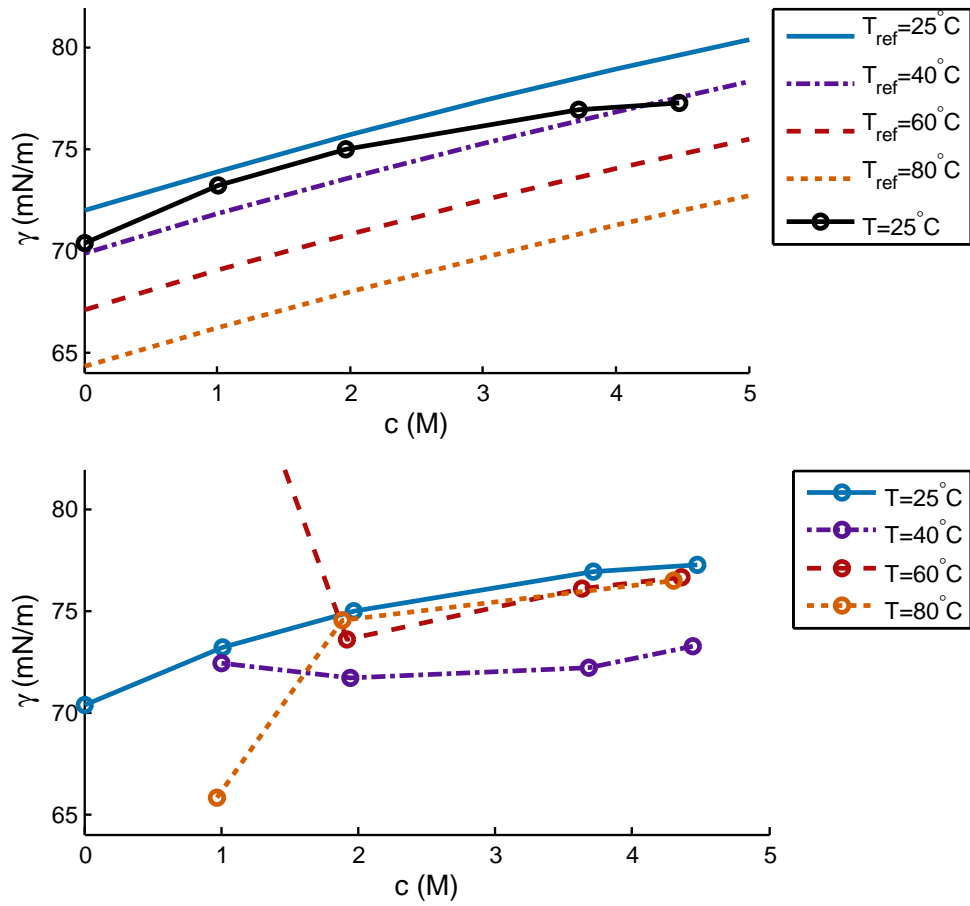 80
75
70
65
γ (mN/m)
0 1 2 3 4 5
c (M)
T_ref=25°C
T_ref=40°C
T_ref=60°C
T_ref=80°C
T=25°C
80
75
70
65
γ (mN/m)
0 1 2 3 4 5
c (M)
T=25°C
T=40°C
T=60°C
T=80°C